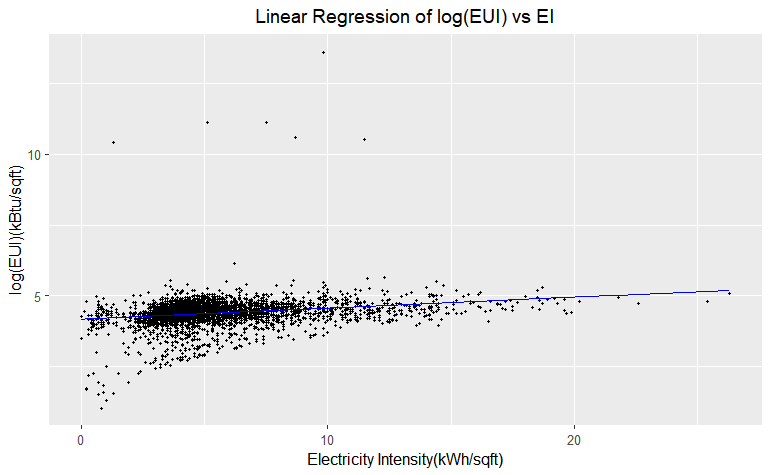 Linear Regression of log(EUI) vs EI
log(EUI)(kBtu/sqft)
10
5
0
10
20
Electricity Intensity(kWh/sqft)